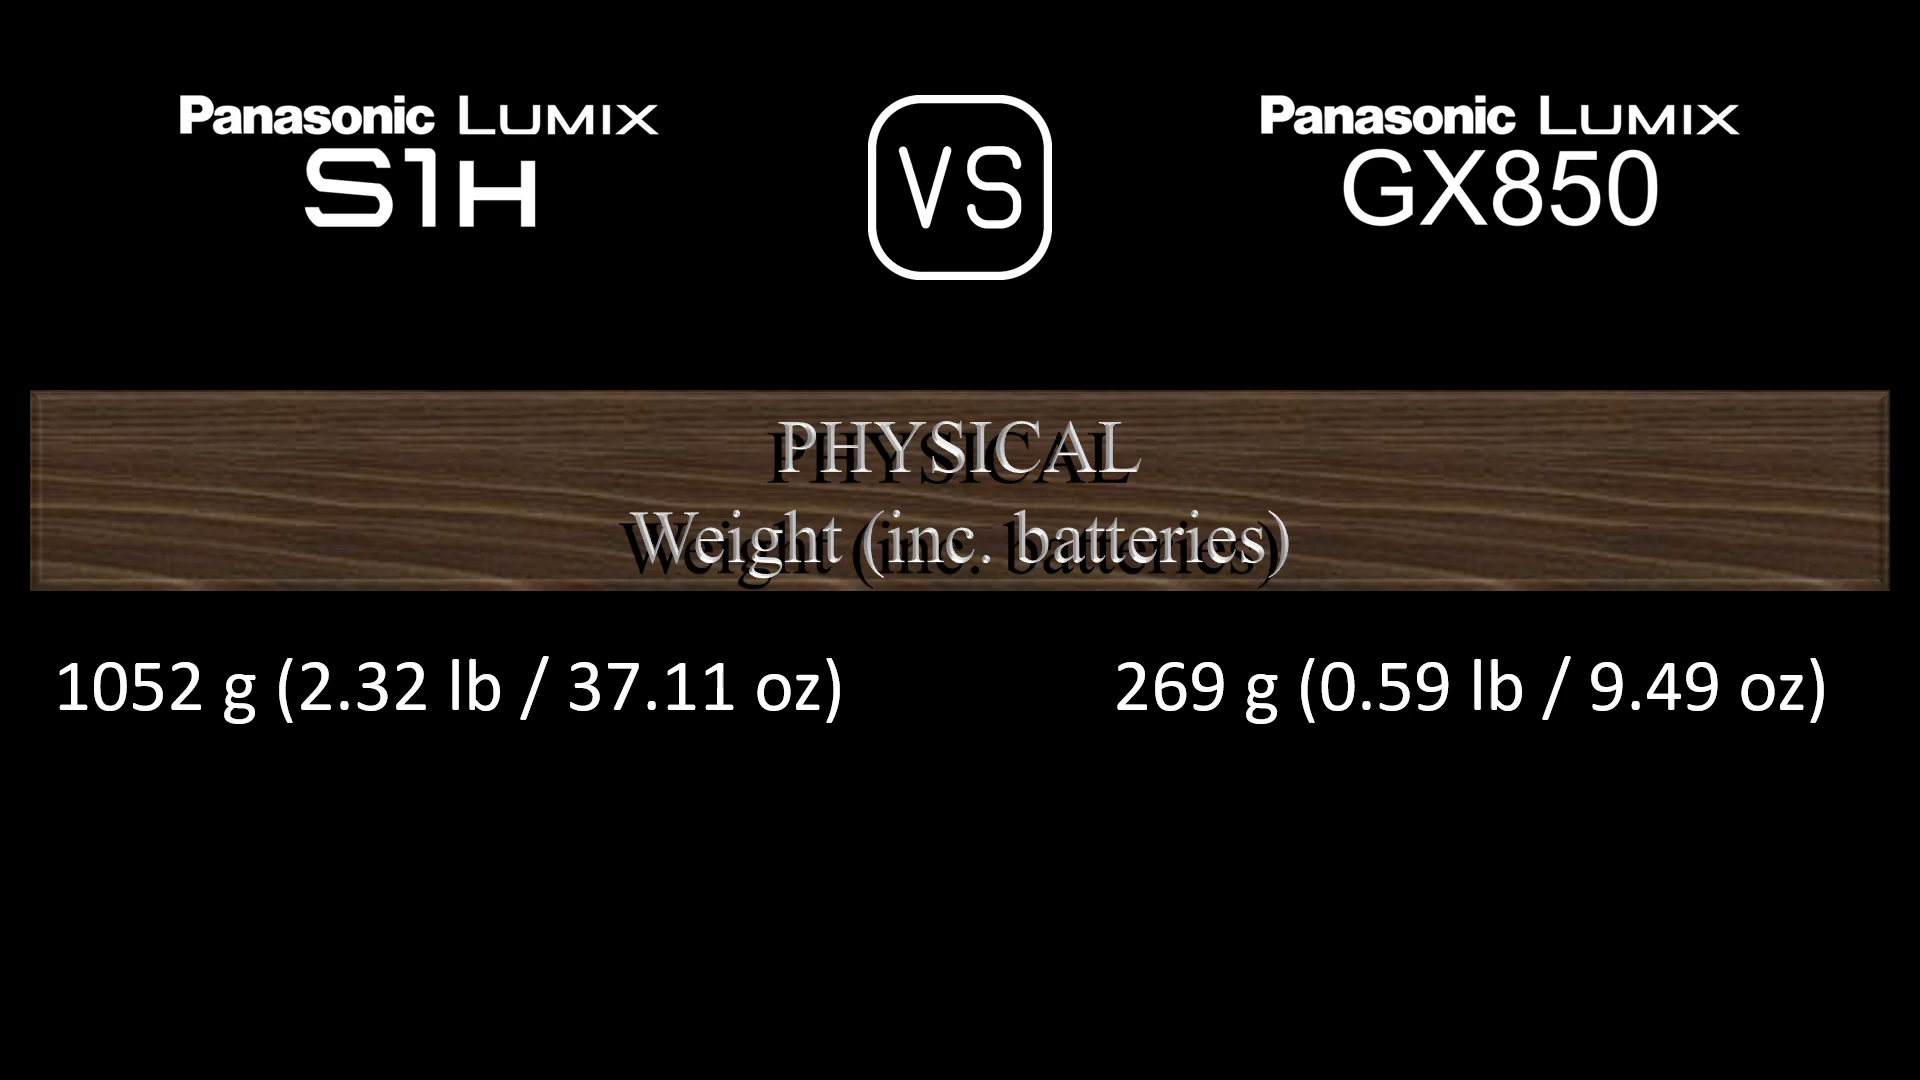 Panasonic LUMIX
S1H
VS
Panasonic LUMIX
GX850
PHYSICAL
Weight (inc. batteries)
1052 g (2.32 lb / 37.11 oz)
269 g (0.59 lb / 9.49 oz)